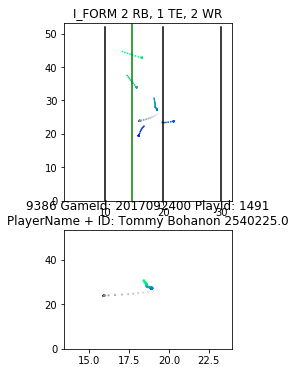 I_FORM 2 RB, 1 TE, 2 WR
50
40
30
20
10
0
10 20 30
9386 GameId: 2017092400 PlayId: 1491
PlayerName + ID: Tommy Bohanon 2540225.0
40
20
0
15.0 17.5 20.0 22.5